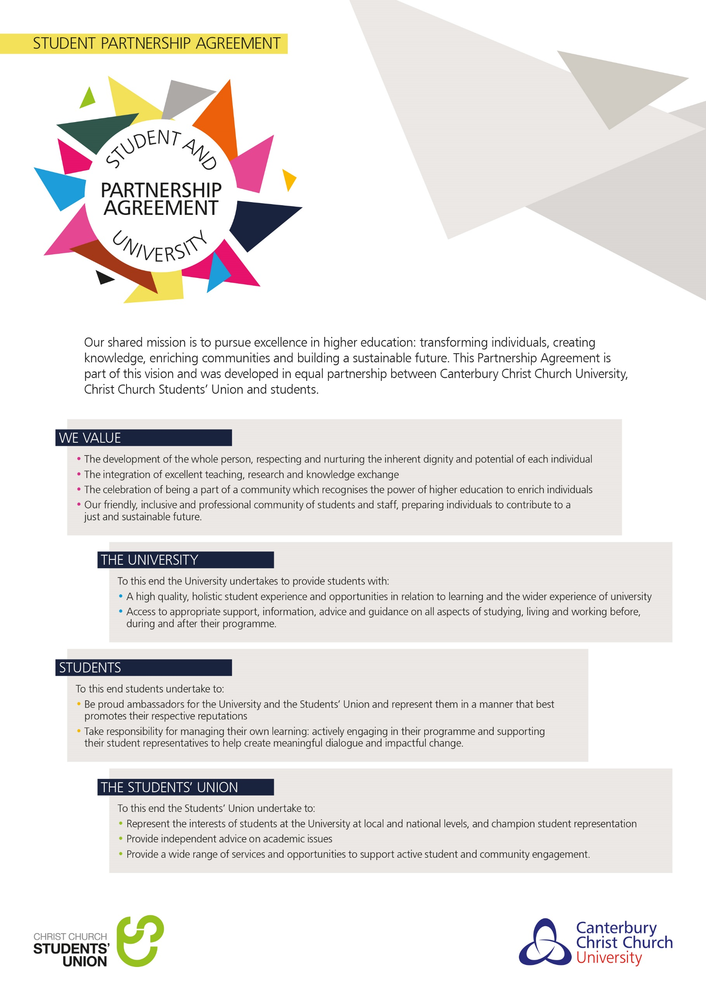 STUDENT PARTNERSHIP AGREEMENT
STUDENT AND
PARTNERSHIP
AGREEMENT
UNIVERSITY
Our shared mission is to pursue excellence in higher education: transforming individuals, creating
knowledge, enriching communities and building a sustainable future. This Partnership Agreement is
part of this vision and was developed in equal partnership between Canterbury Christ Church University,
Christ Church Students’ Union and students.
WE VALUE
• The development of the whole person, respecting and nurturing the inherent dignity and potential of each individual
• The integration of excellent teaching, research and knowledge exchange
• The celebration of being a part of a community which recognises the power of higher education to enrich individuals
• Our friendly, inclusive and professional community of students and staff, preparing individuals to contribute to a
just and sustainable future.
THE UNIVERSITY
To this end the University undertakes to provide students with:
• A high quality, holistic student experience and opportunities in relation to learning and the wider experience of university
• Access to appropriate support, information, advice and guidance on all aspects of studying, living and working before,
during and after their programme.
STUDENTS
To this end students undertake to:
• Be proud ambassadors for the University and the Students’ Union and represent them in a manner that best
promotes their respective reputations
• Take responsibility for managing their own learning: actively engaging in their programme and supporting
their student representatives to help create meaningful dialogue and impactful change.
THE STUDENTS’ UNION
To this end the Students’ Union undertake to:
• Represent the interests of students at the University at local and national levels, and champion student representation
• Provide independent advice on academic issues
• Provide a wide range of services and opportunities to support active student and community engagement.
CHRIST CHURCH
STUDENTS’
UNION
Canterbury
Christ Church
University